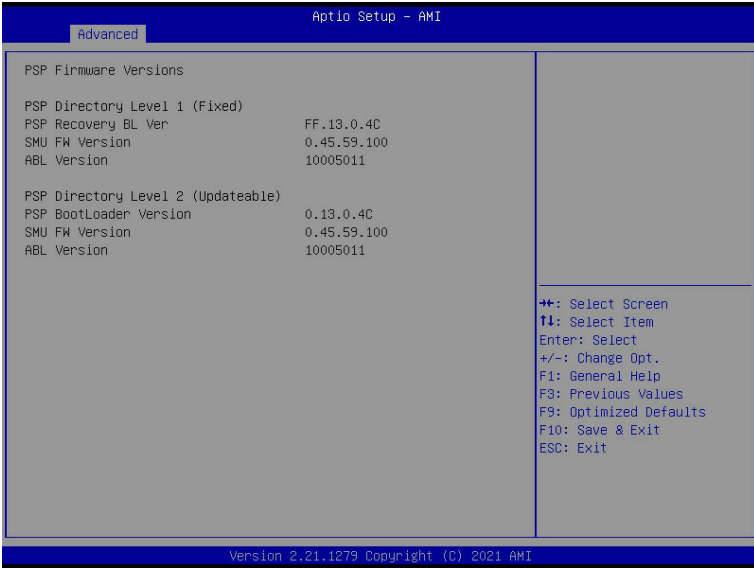 Aptio Setup – AMI
Advanced
PSP Firmware Versions
PSP Directory Level 1 (Fixed)
PSP Recovery BL Ver FF.13.0.4C
SMU FW Version 0.45.59.100
ABL Version 10005011
PSP Directory Level 2 (Updateable)
PSP BootLoader Version 0.13.0.4C
SMU FW Version 0.45.59.100
ABL Version 10005011
→←: Select Screen
↑↓: Select Item
Enter: Select
+/-: Change Opt.
F1: General Help
F3: Previous Values
F9: Optimized Defaults
F10: Save & Exit
ESC: Exit
Version 2.21.1279 Copyright (C) 2021 AMI